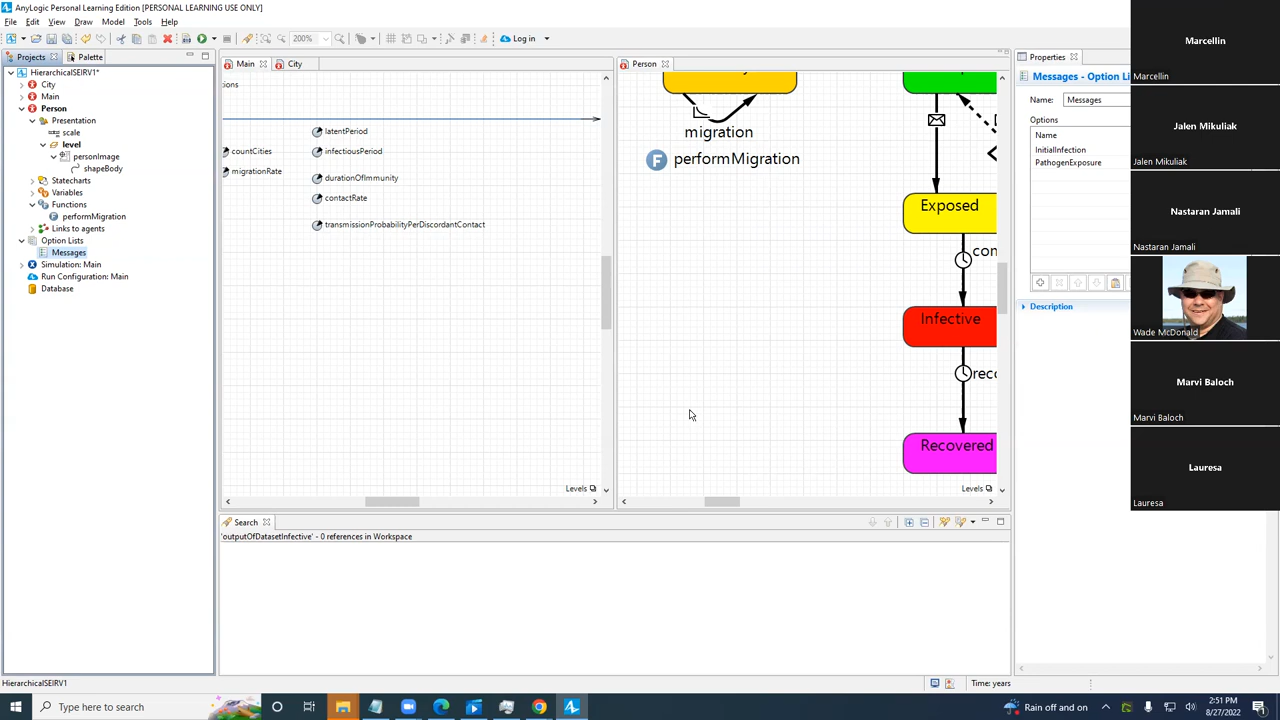 AnyLogic Personal Learning Edition [PERSONAL LEARNING USE ONLY]
File Edit View Draw Model Tools Help
200% Log in
Projects Palette
HierarchicalSEIRV1*
City
Main
Person
Presentation
scale
level
personImage
shapeBody
Statecharts
Variables
Functions
performMigration
Links to agents
Option Lists
Messages
Simulation: Main
Run Configuration: Main
Database
Main City
latentPeriod
countCities infectiousPeriod
migrationRate
durationOfImmunity
contactRate
transmissionProbabilityPerDiscordantContact
Levels
Person
migration
F performMigration
Exposed
Infective
Recovered
Levels
Search
'outputOfDatasetInfective' - 0 references in Workspace
Properties
Messages - Option Li
Name: Messages
Options
Name
InitialInfection
PathogenExposure
Description
Marcellin
Marcellin
Jalen Mikuliak
Jalen Mikuliak
Nastaran Jamali
Nastaran Jamali
Wade McDonald
Marvi Baloch
Marvi Baloch
Lauresa
Lauresa
HierarchicalSEIRV1
Time: years
Type here to search
Rain off and on
2:51 PM
8/27/2022